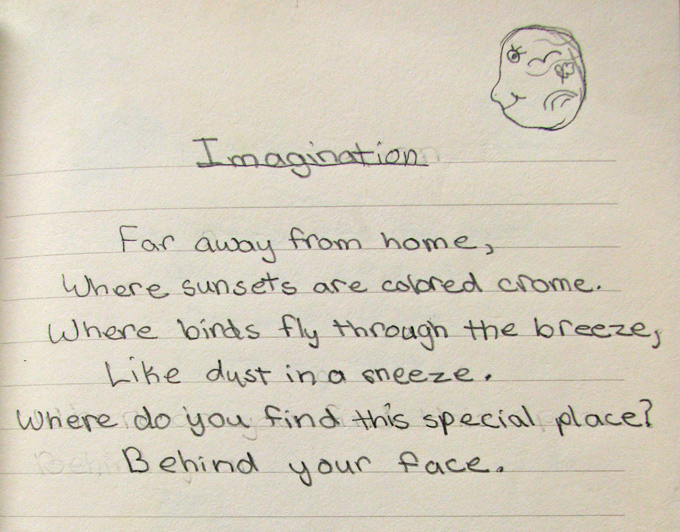 Imagination
Far away from home,
Where sunsets are colored crome.
Where birds fly through the breeze,
Like dust in a sneeze.
Where do you find this special place?
Behind your face.